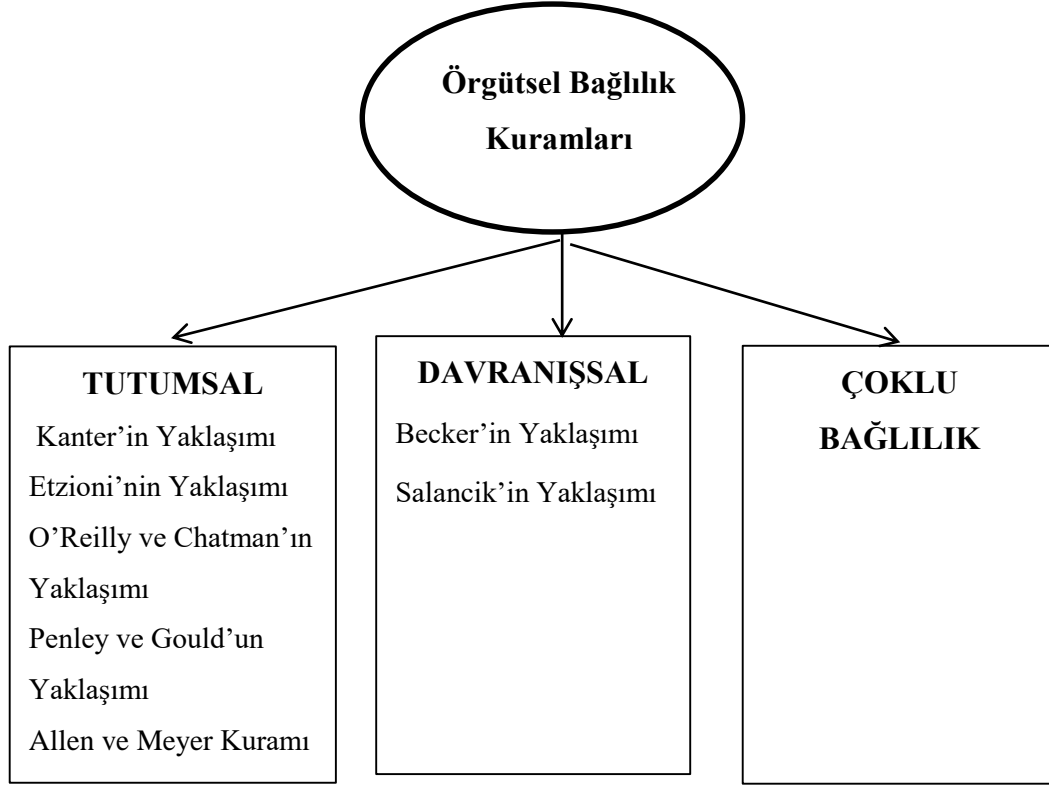 Örgütsel Bağlılık
Kuramları
TUTUMSAL
Kanter’in Yaklaşımı
Etzioni’nin Yaklaşımı
O’Reilly ve Chatman’ın
Yaklaşımı
Penley ve Gould’un
Yaklaşımı
Allen ve Meyer Kuramı
DAVRANIŞSAL
Becker’in Yaklaşımı
Salancik’in Yaklaşımı
ÇOKLU
BAĞLILIK